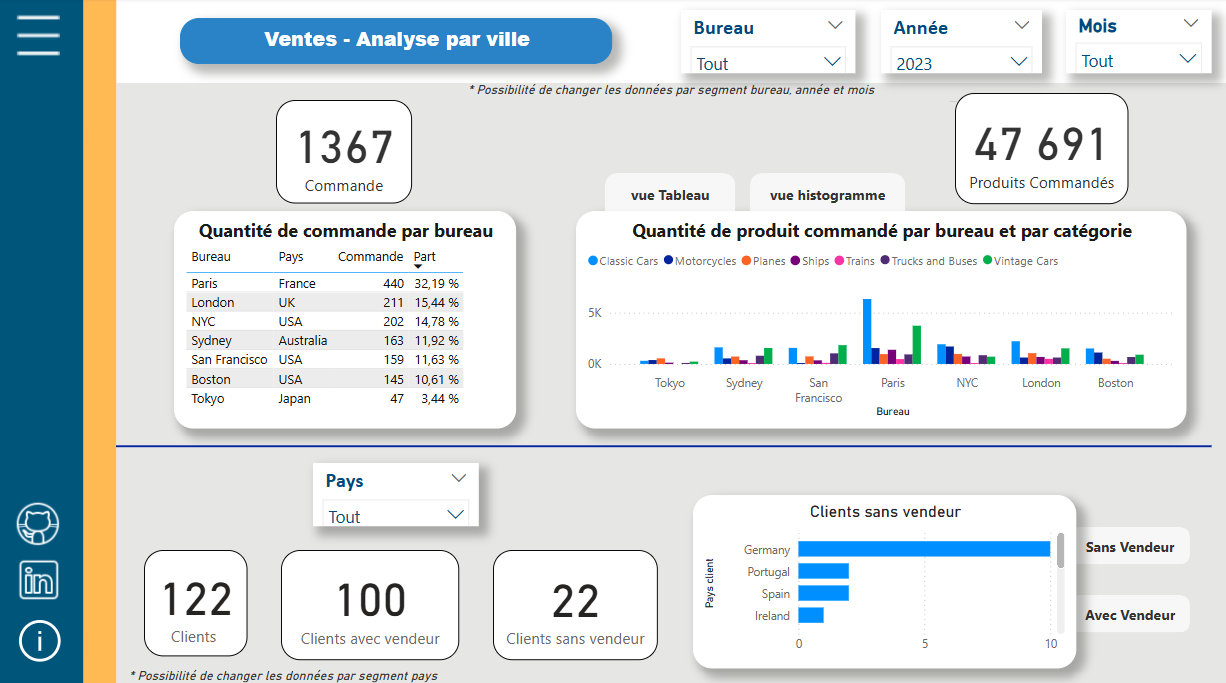 Ventes - Analyse par ville
Bureau
Tout
Année
2023
Mois
Tout
* Possibilité de changer les données par segment bureau, année et mois
1367
Commande
47 691
Produits Commandés
vue Tableau
vue histogramme
Quantité de commande par bureau
Bureau Pays Commande Part
Paris France 440 32,19 %
London UK 211 15,44 %
NYC USA 202 14,78 %
Sydney Australia 163 11,92 %
San Francisco USA 159 11,63 %
Boston USA 145 10,61 %
Tokyo Japan 47 3,44 %
Quantité de produit commandé par bureau et par catégorie
Classic Cars Motorcycles Planes Ships Trains Trucks and Buses Vintage Cars
5K
0K
Tokyo Sydney San Francisco Paris NYC London Boston
Bureau
Pays
Tout
122
Clients
100
Clients avec vendeur
22
Clients sans vendeur
* Possibilité de changer les données par segment pays
Clients sans vendeur
Pays client
Germany
Portugal
Spain
Ireland
0 5 10
Sans Vendeur
Avec Vendeur
in
i